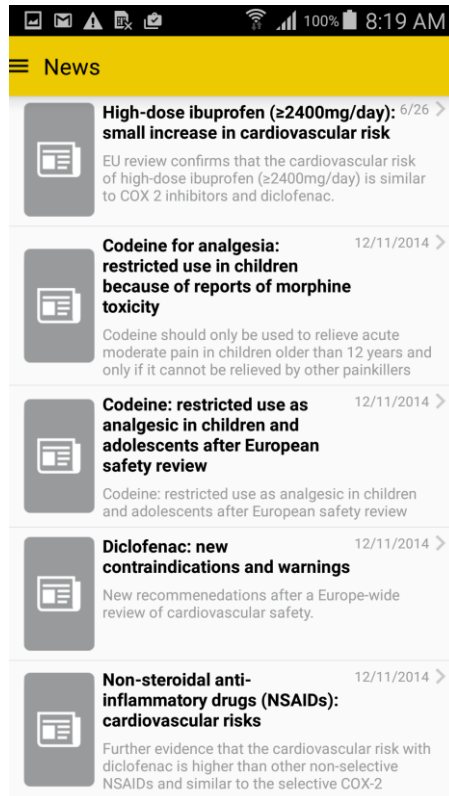 100% 8:19 AM
News
High-dose ibuprofen (≥2400mg/day): 6/26
small increase in cardiovascular risk
EU review confirms that the cardiovascular risk
of high-dose ibuprofen (≥2400mg/day) is similar
to COX 2 inhibitors and diclofenac.
Codeine for analgesia: 12/11/2014
restricted use in children
because of reports of morphine
toxicity
Codeine should only be used to relieve acute
moderate pain in children older than 12 years and
only if it cannot be relieved by other painkillers
Codeine: restricted use as 12/11/2014
analgesic in children and
adolescents after European
safety review
Codeine: restricted use as analgesic in children
and adolescents after European safety review
Diclofenac: new 12/11/2014
contraindications and warnings
New recommenedations after a Europe-wide
review of cardiovascular safety.
Non-steroidal anti- 12/11/2014
inflammatory drugs (NSAIDs):
cardiovascular risks
Further evidence that the cardiovascular risk with
diclofenac is higher than other non-selective
NSAIDs and similar to the selective COX-2